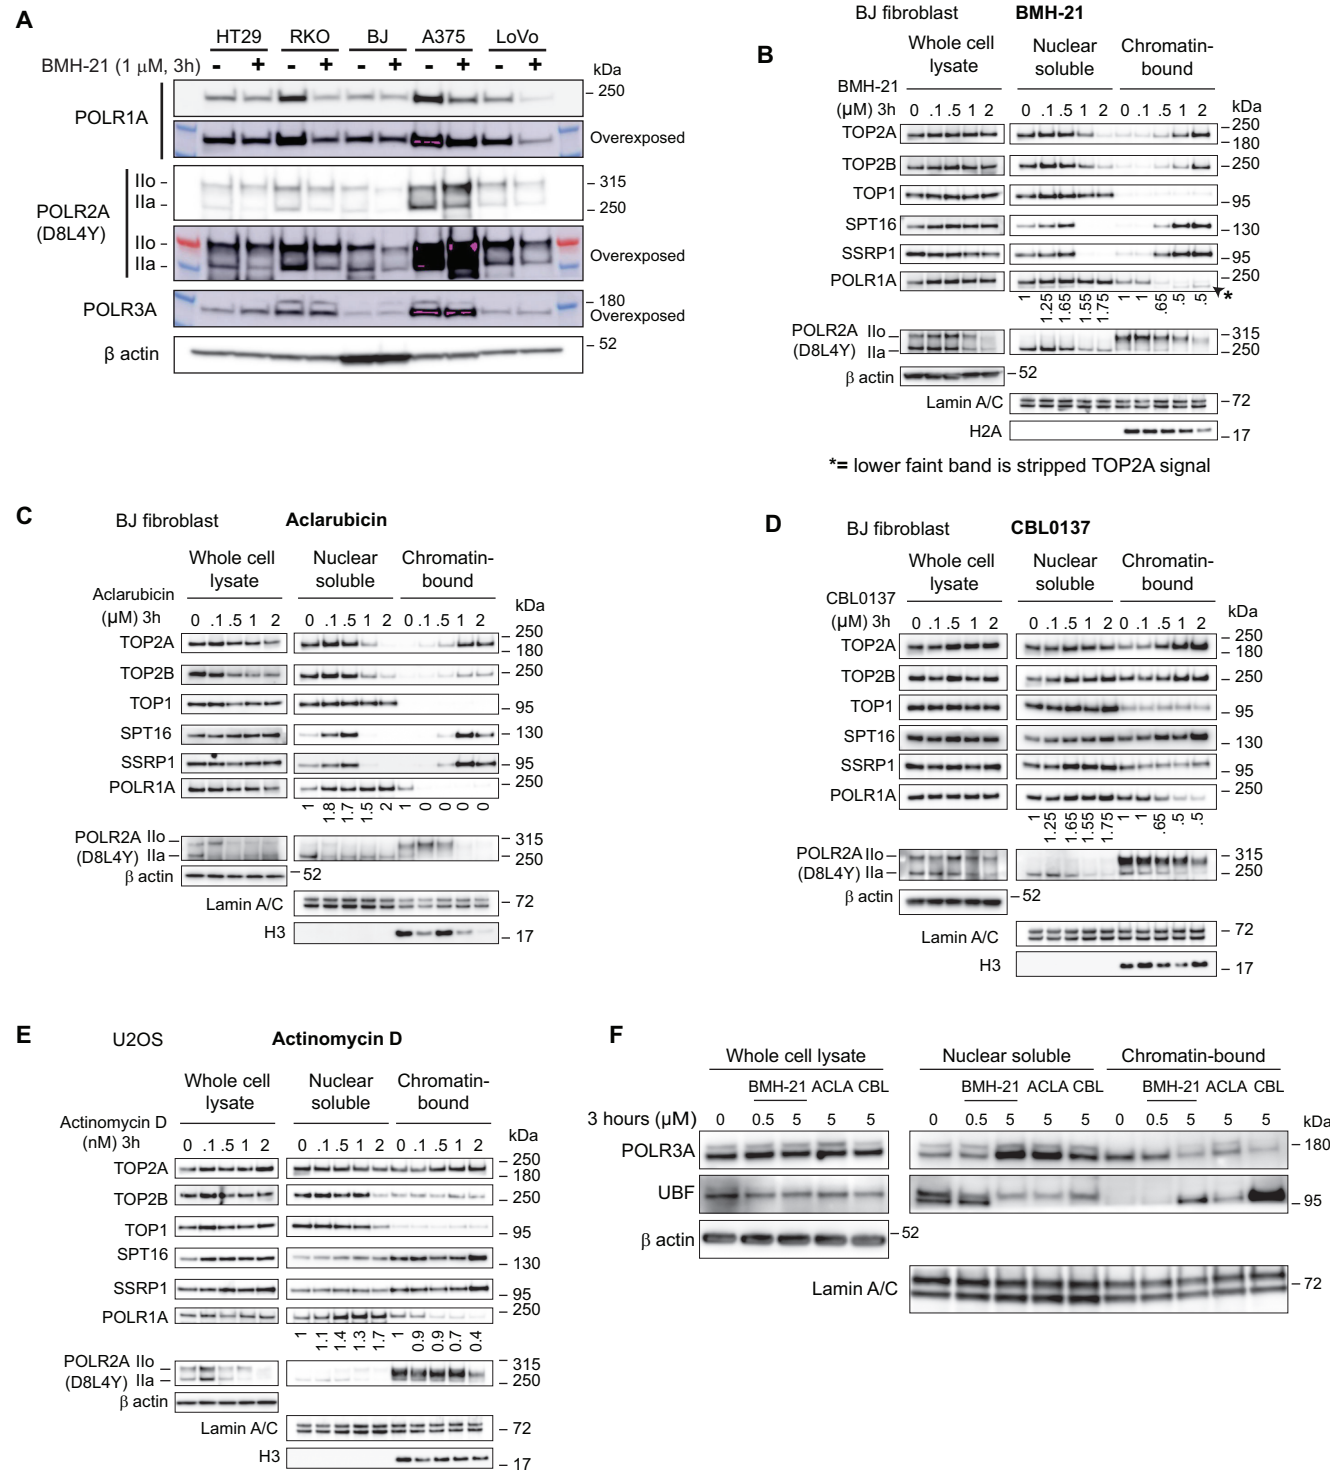 A
HT29 RKO BJ A375 LoVo
BMH-21 (1 μM, 3h) - + - + - + - + - +
kDa
POLR1A
250
Overexposed
POLR2A
(D8L4Y)
IIo
IIa
315
250
IIo
IIa
Overexposed
POLR3A
180
Overexposed
β actin
52
B
BJ fibroblast BMH-21
Whole cell lysate
Nuclear soluble
Chromatin-bound
BMH-21
(μM) 3h 0 .1 .5 1 2 0 .1 .5 1 2 0 .1 .5 1 2 kDa
TOP2A 250
180
TOP2B 250
TOP1 95
SPT16 130
SSRP1 95
POLR1A 250
*
1 1.25 1.65 1.55 1.75 1 1 .65 .5 .5
POLR2A IIo 315
(D8L4Y) IIa 250
β actin 52
Lamin A/C 72
H2A 17
*= lower faint band is stripped TOP2A signal
C
BJ fibroblast Aclarubicin
Whole cell lysate
Nuclear soluble
Chromatin-bound
Aclarubicin
(μM) 3h 0 .1 .5 1 2 0 .1 .5 1 2 0 .1 .5 1 2 kDa
TOP2A 250
180
TOP2B 250
TOP1 95
SPT16 130
SSRP1 95
POLR1A 250
1 1.8 1.7 1.5 2 1 0 0 0 0
POLR2A IIo 315
(D8L4Y) IIa 250
β actin 52
Lamin A/C 72
H3 17
D
BJ fibroblast CBL0137
Whole cell lysate
Nuclear soluble
Chromatin-bound
CBL0137
(μM) 3h 0 .1 .5 1 2 0 .1 .5 1 2 0 .1 .5 1 2 kDa
TOP2A 250
180
TOP2B 250
TOP1 95
SPT16 130
SSRP1 95
POLR1A 250
1 1.25 1.65 1.55 1.75 1 1 .65 .5 .5
POLR2A IIo 315
(D8L4Y) IIa 250
β actin 52
Lamin A/C 72
H3 17
E
U2OS Actinomycin D
Whole cell lysate
Nuclear soluble
Chromatin-bound
Actinomycin D
(nM) 3h 0 .1 .5 1 2 0 .1 .5 1 2 0 .1 .5 1 2 kDa
TOP2A 250
180
TOP2B 250
TOP1 95
SPT16 130
SSRP1 95
POLR1A 250
1 1.1 1.4 1.3 1.7 1 0.9 0.9 0.7 0.4
POLR2A IIo 315
(D8L4Y) IIa 250
β actin 52
Lamin A/C 72
H3 17
F
Whole cell lysate Nuclear soluble Chromatin-bound
BMH-21 ACLA CBL BMH-21 ACLA CBL BMH-21 ACLA CBL
3 hours (μM) 0 0.5 5 5 5 0 0.5 5 5 5 0 0.5 5 5 5 kDa
POLR3A 180
UBF 95
β actin 52
Lamin A/C 72